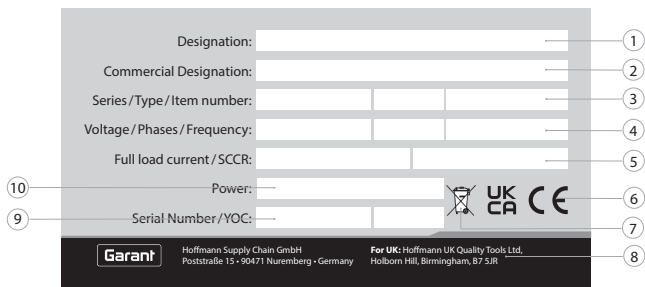 Designation: 1
Commercial Designation: 2
Series/Type/Item number: 3
Voltage/Phases/Frequency: 4
Full load current/SCCR: 5
10 Power:
UK CA CE 6
9 Serial Number/YOC: 7
Garant
Hoffmann Supply Chain GmbH
Poststraße 15 • 90471 Nuremberg • Germany
For UK: Hoffmann UK Quality Tools Ltd,
Holborn Hill, Birmingham, B7 5JR
8